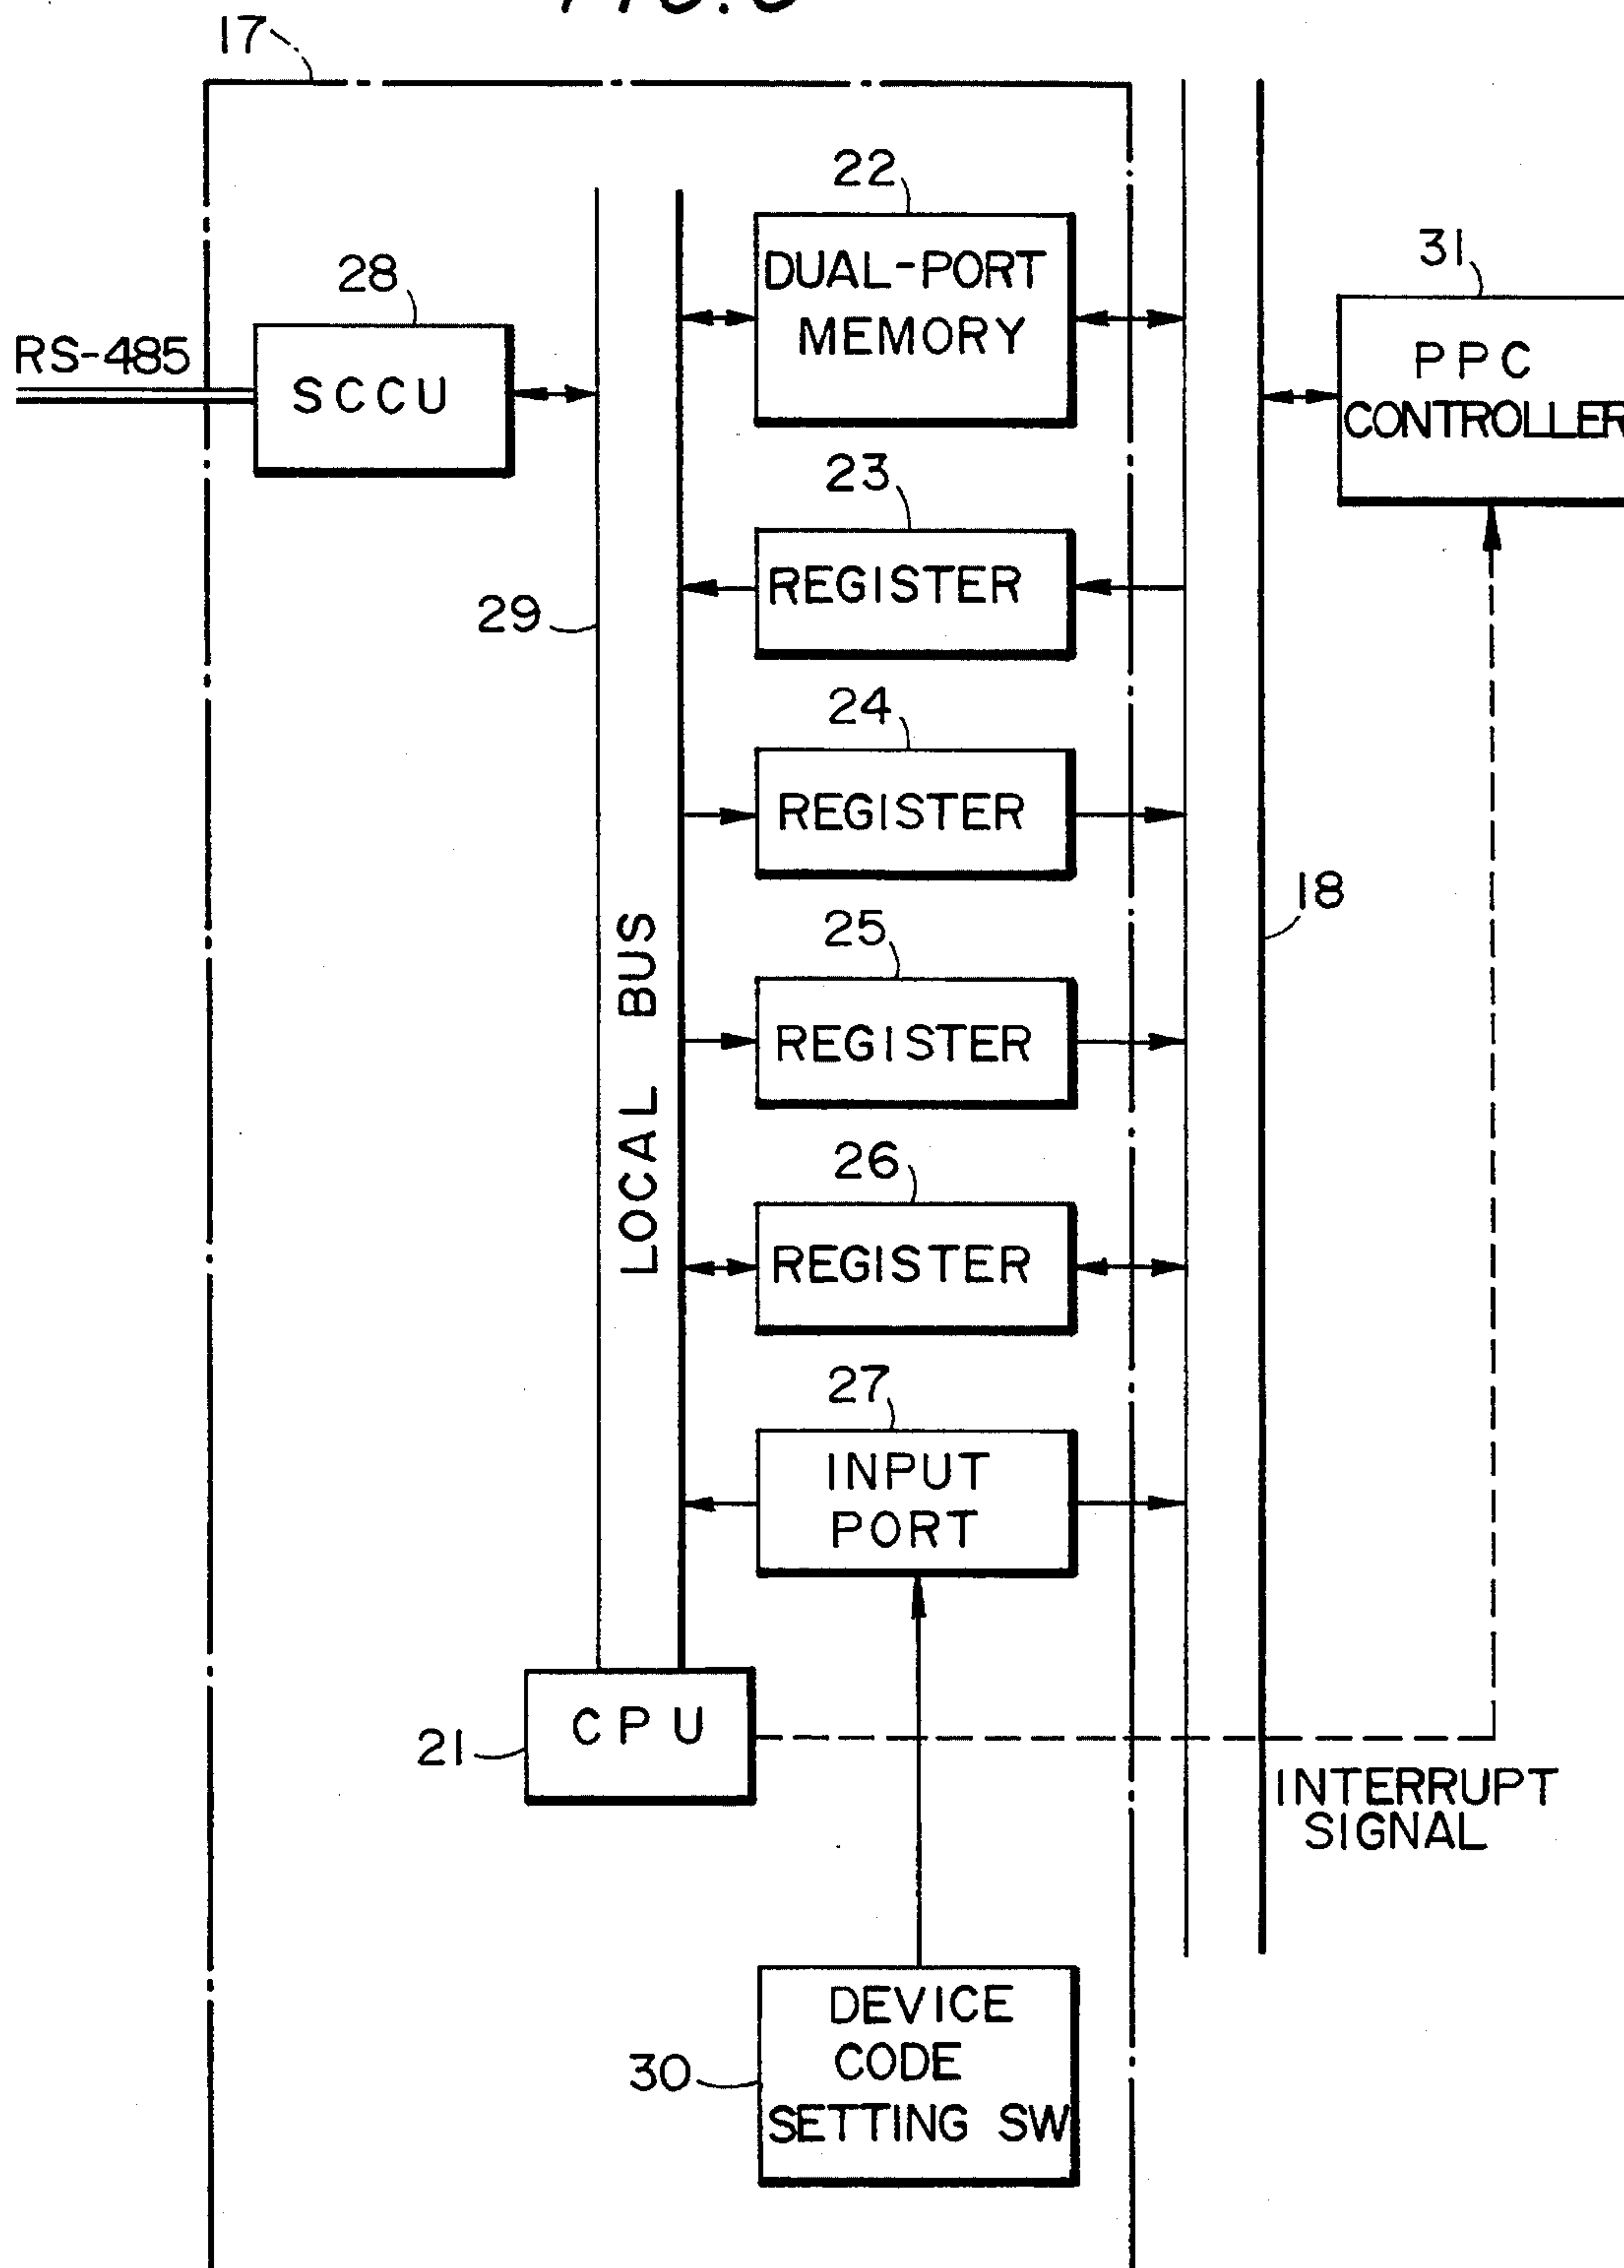 17
22
DUAL-PORT
MEMORY
28
RS-485
SCCU
31
PPC
CONTROLLER
23
REGISTER
29
24
REGISTER
18
25
REGISTER
LOCAL BUS
26
REGISTER
27
INPUT
PORT
21
CPU
INTERRUPT
SIGNAL
30
DEVICE
CODE
SETTING SW